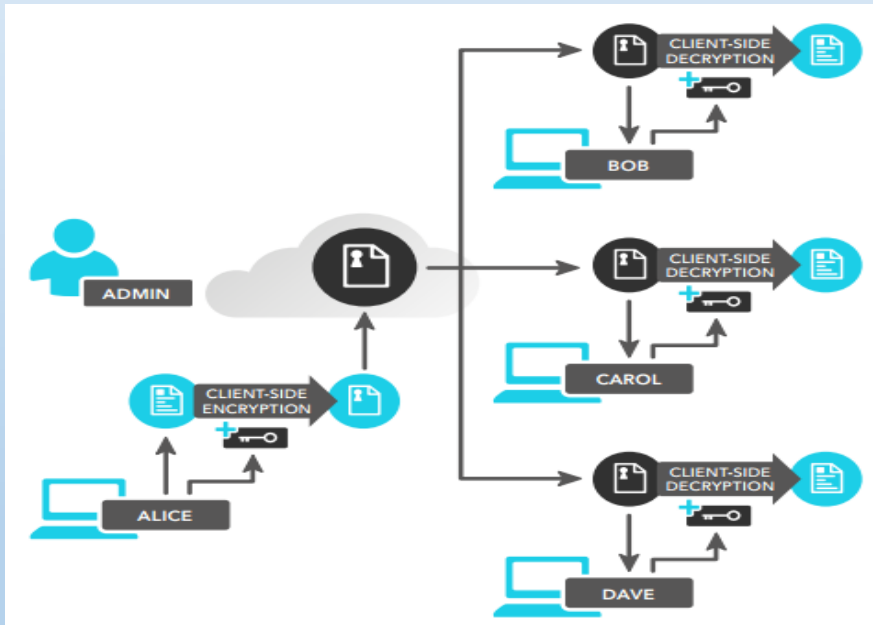 CLIENT-SIDE
DECRYPTION
BOB
ADMIN
CLIENT-SIDE
DECRYPTION
CAROL
CLIENT-SIDE
ENCRYPTION
ALICE
CLIENT-SIDE
DECRYPTION
DAVE